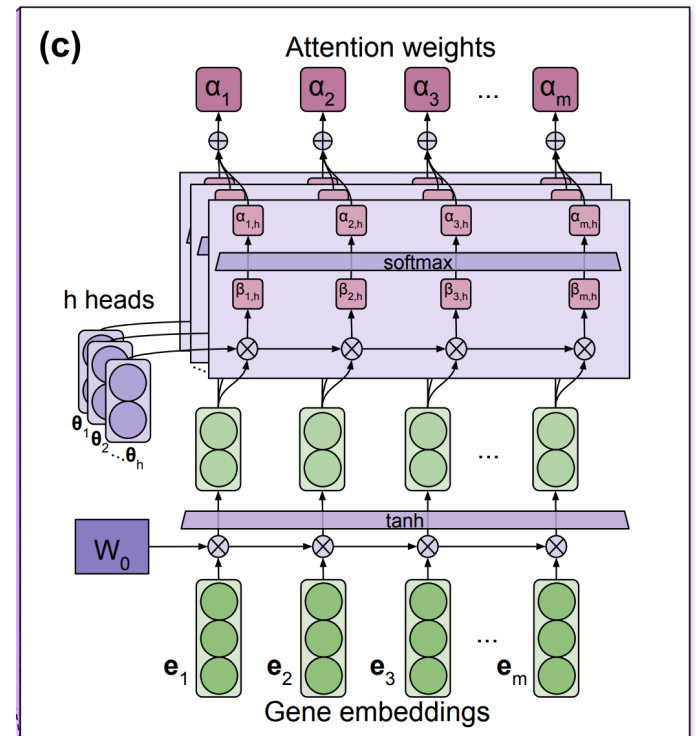 (c)
Attention weights
α1 α2 α3 ... αm
α1,h α2,h α3,h αm,h
softmax
h heads
β1,h β2,h β3,h βm,h
...
θ1 θ2 ... θh
...
tanh
W0
e1 e2 e3 ... em
Gene embeddings